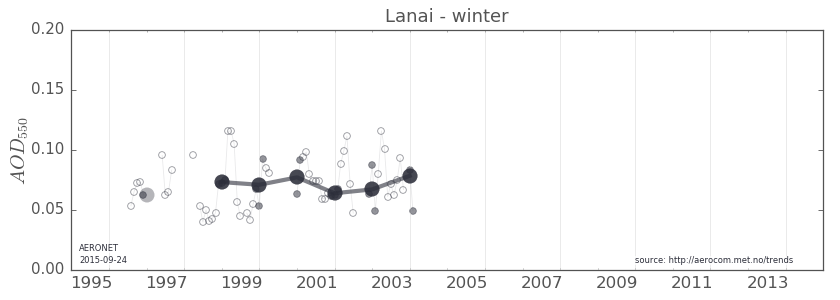 Lanai - winter
0.20
0.15
0.10
0.05
0.00
AOD550
AERONET
2015-09-24
source: http://aerocom.met.no/trends
1995 1997 1999 2001 2003 2005 2007 2009 2011 2013